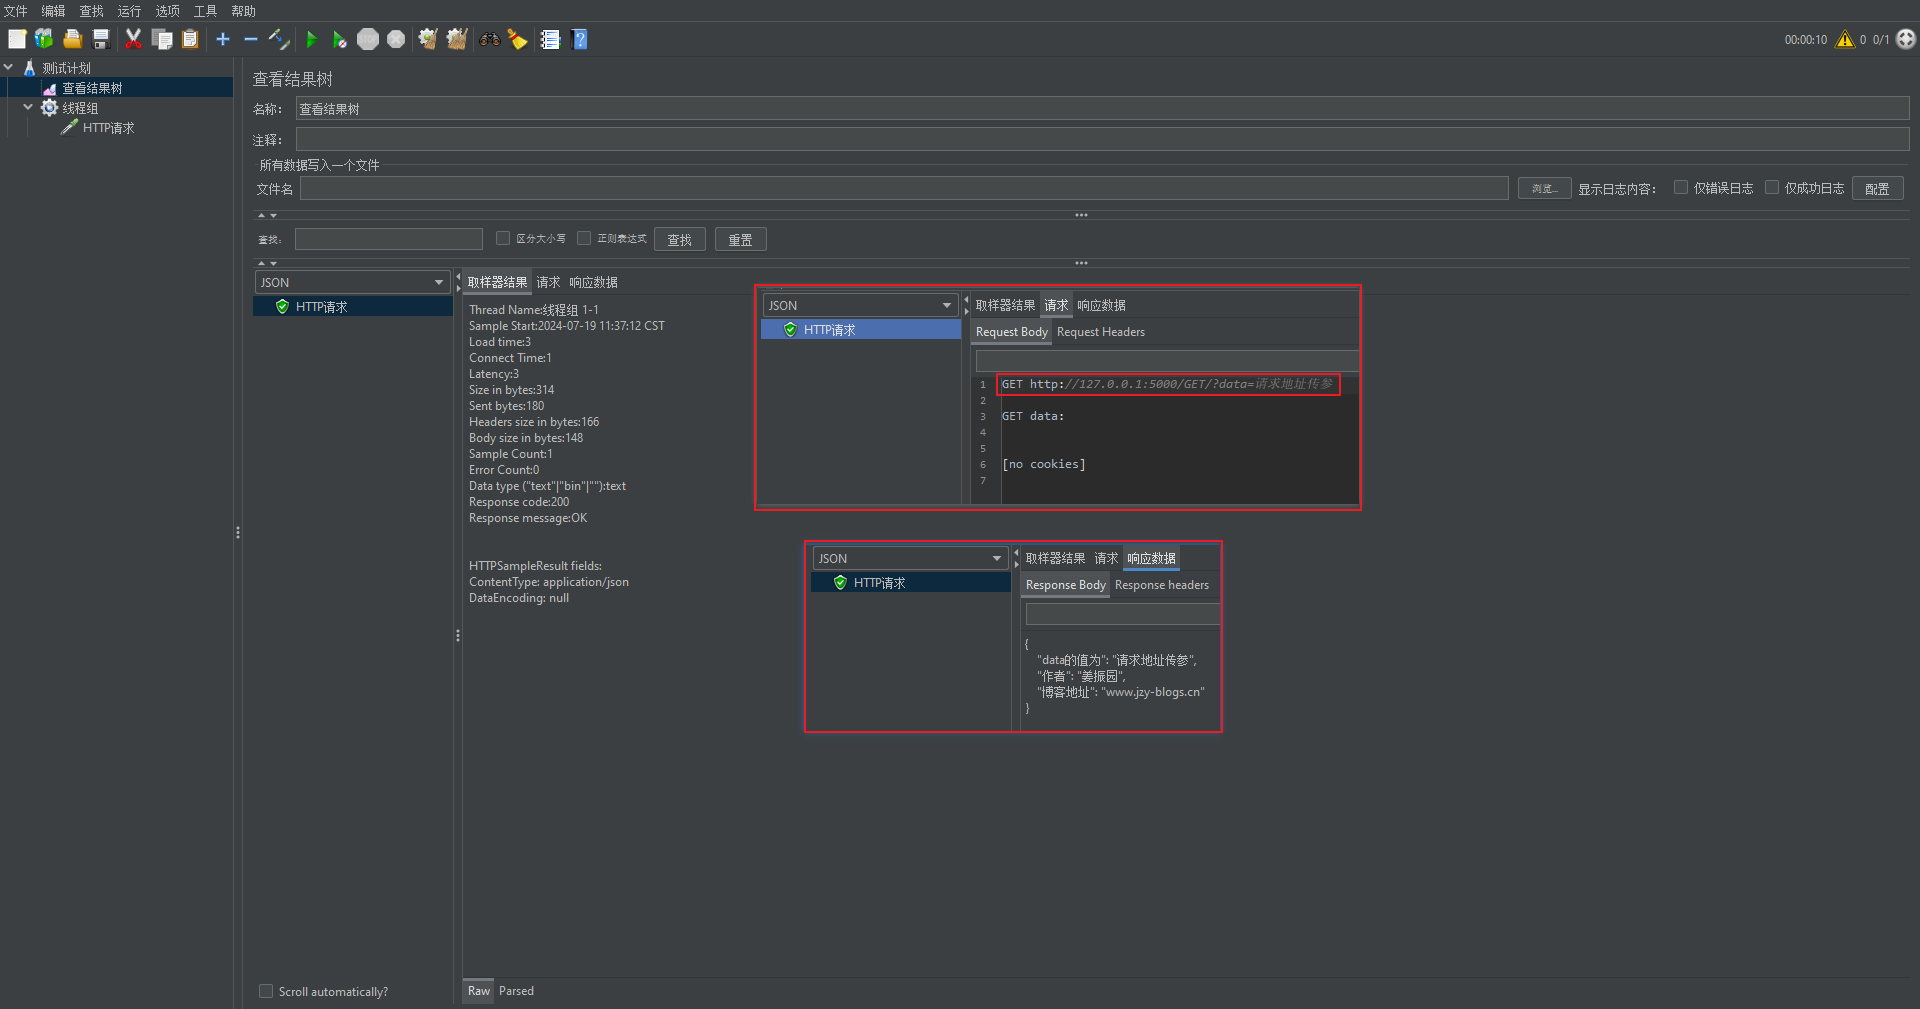 文件 编辑 查找 运行 选项 工具 帮助
00:00:10 0 0/1
测试计划
查看结果树
线程组
HTTP请求
查看结果树
名称： 查看结果树
注释：
所有数据写入一个文件
文件名 浏览... 显示日志内容： 仅错误日志 仅成功日志 配置
查找： 区分大小写 正则表达式 查找 重置
JSON
HTTP请求
取样器结果 请求 响应数据
Thread Name:线程组 1-1
Sample Start:2024-07-19 11:37:12 CST
Load time:3
Connect Time:1
Latency:3
Size in bytes:314
Sent bytes:180
Headers size in bytes:166
Body size in bytes:148
Sample Count:1
Error Count:0
Data type ("text"|"bin"|""):text
Response code:200
Response message:OK
HTTPSampleResult fields:
ContentType: application/json
DataEncoding: null
JSON
HTTP请求
取样器结果 请求 响应数据
Request Body Request Headers
1 GET http://127.0.0.1:5000/GET/?data=请求地址传参
2
3 GET data:
4
5
6 [no cookies]
7
JSON
HTTP请求
取样器结果 请求 响应数据
Response Body Response headers
{
"data的值为": "请求地址传参",
"作者": "姜振园",
"博客地址": "www.jzy-blogs.cn"
}
Scroll automatically?
Raw Parsed